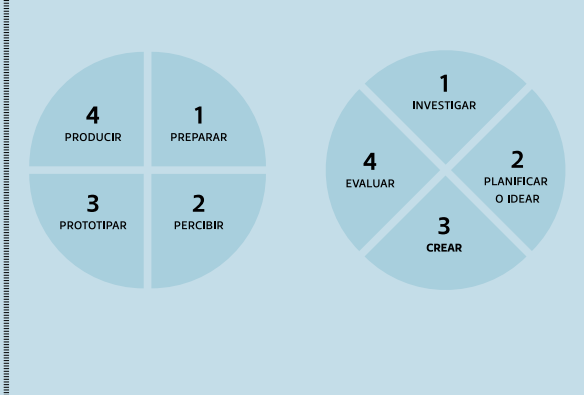 4
PRODUCIR
1
PREPARAR
3
PROTOTIPAR
2
PERCIBIR
1
INVESTIGAR
4
EVALUAR
2
PLANIFICAR
O IDEAR
3
CREAR